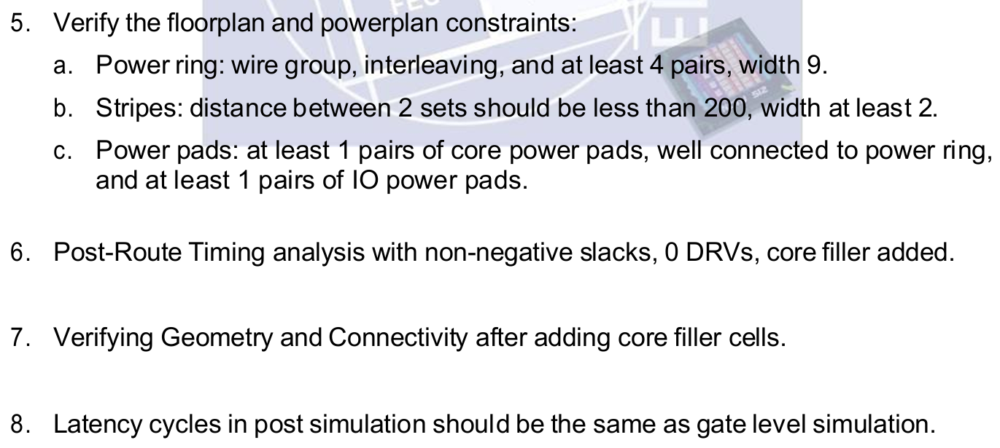 5. Verify the floorplan and powerplan constraints:
a. Power ring: wire group, interleaving, and at least 4 pairs, width 9.
b. Stripes: distance between 2 sets should be less than 200, width at least 2.
c. Power pads: at least 1 pairs of core power pads, well connected to power ring,
and at least 1 pairs of IO power pads.
6. Post-Route Timing analysis with non-negative slacks, 0 DRVs, core filler added.
7. Verifying Geometry and Connectivity after adding core filler cells.
8. Latency cycles in post simulation should be the same as gate level simulation.